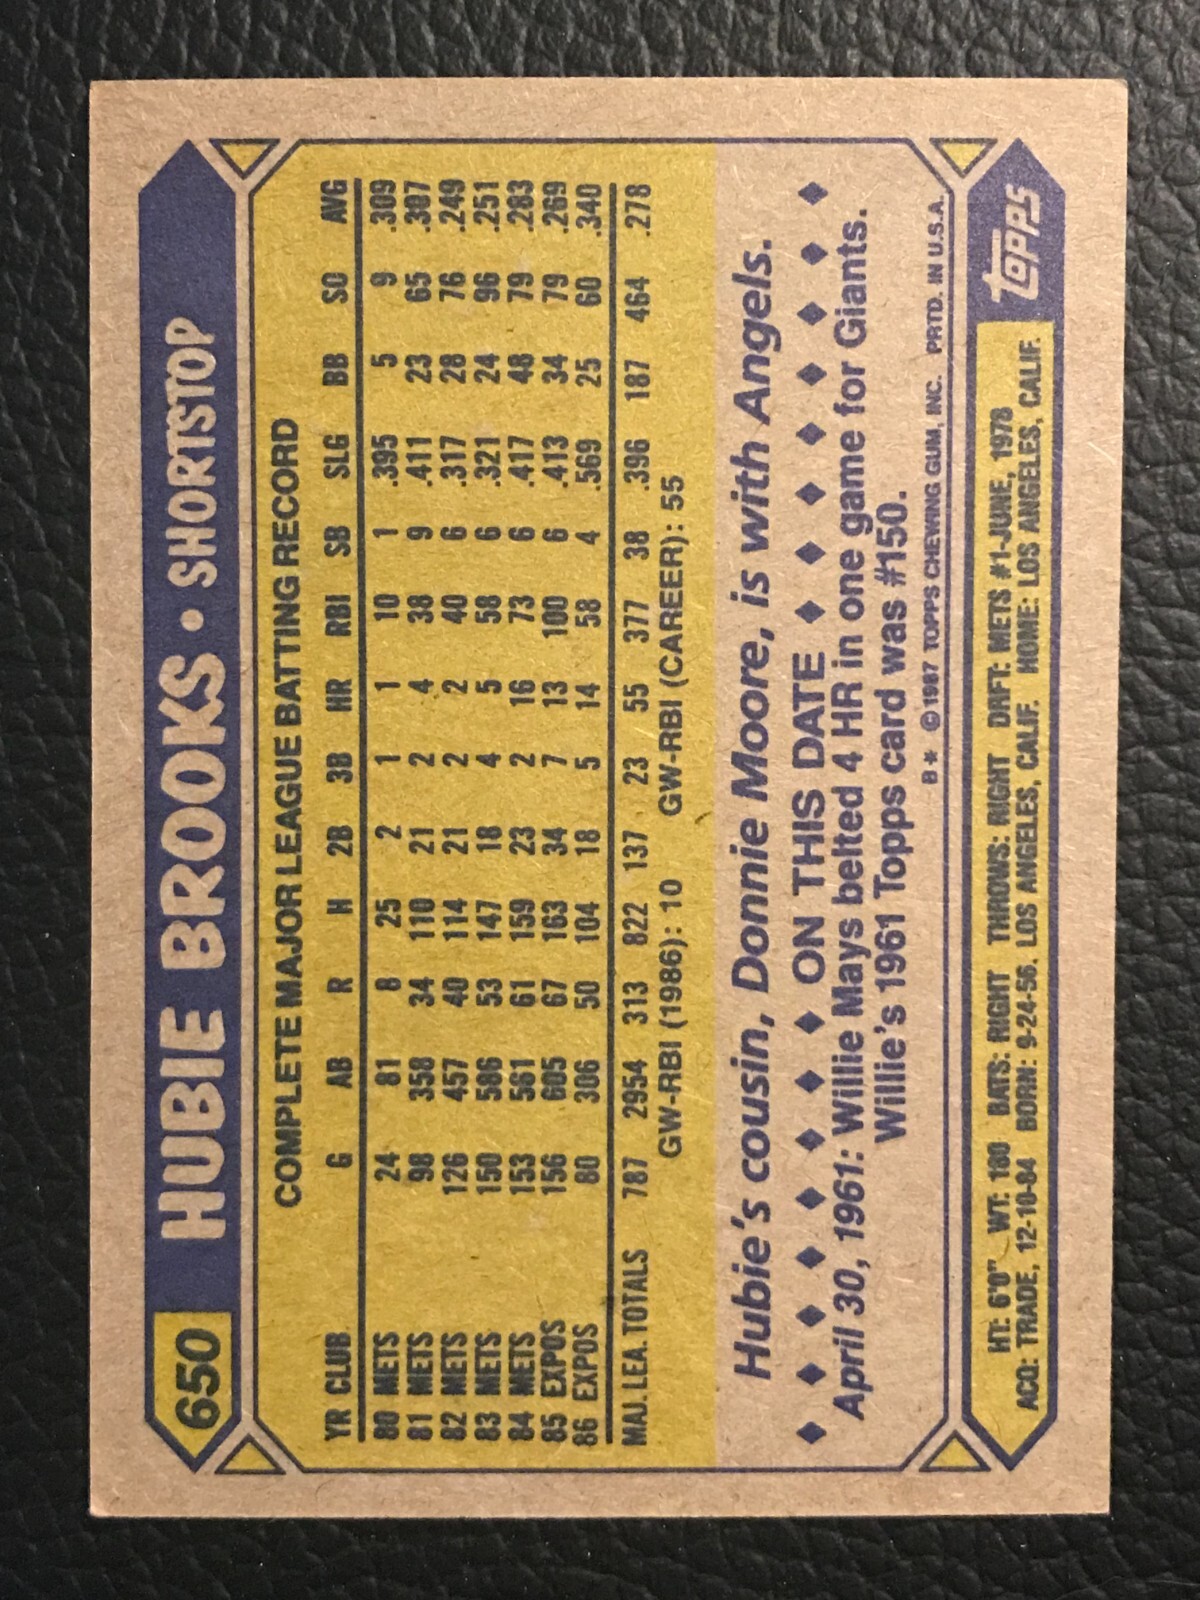 650 HUBIE BROOKS • SHORTSTOP
COMPLETE MAJOR LEAGUE BATTING RECORD
YR CLUB G AB R H 2B 3B HR RBI SB SLG BB SO AVG
80 METS 24 81 8 25 2 1 1 10 1 .395 5 9 .309
81 METS 98 358 34 110 21 2 4 38 9 .411 23 65 .307
82 METS 126 457 40 114 21 2 2 40 6 .317 28 76 .249
83 METS 150 586 53 147 18 4 5 58 6 .321 24 96 .251
84 METS 153 561 61 159 23 2 16 73 6 .417 48 79 .283
85 EXPOS 156 605 67 163 34 7 13 100 6 .413 34 79 .269
86 EXPOS 80 306 50 104 18 5 14 58 4 .569 25 60 .340
MAJ. LEA. TOTALS 787 2954 313 822 137 23 55 377 38 .396 187 464 .278
GW-RBI (1986): 10 GW-RBI (CAREER): 55
Hubie's cousin, Donnie Moore, is with Angels.
♦ ♦ ♦ ♦ ♦ ♦ ♦ ♦ ON THIS DATE ♦ ♦ ♦ ♦ ♦ ♦ ♦ ♦
April 30, 1961: Willie Mays belted 4 HR in one game for Giants.
Willie's 1961 Topps card was #150.
B* © 1987 TOPPS CHEWING GUM, INC. PRTD. IN U.S.A.
HT: 6'0" WT: 180 BATS: RIGHT THROWS: RIGHT DRAFT: METS #1-JUNE, 1978
ACQ: TRADE, 12-10-84 BORN: 9-24-56. LOS ANGELES, CALIF. HOME: LOS ANGELES, CALIF.
TOPPS